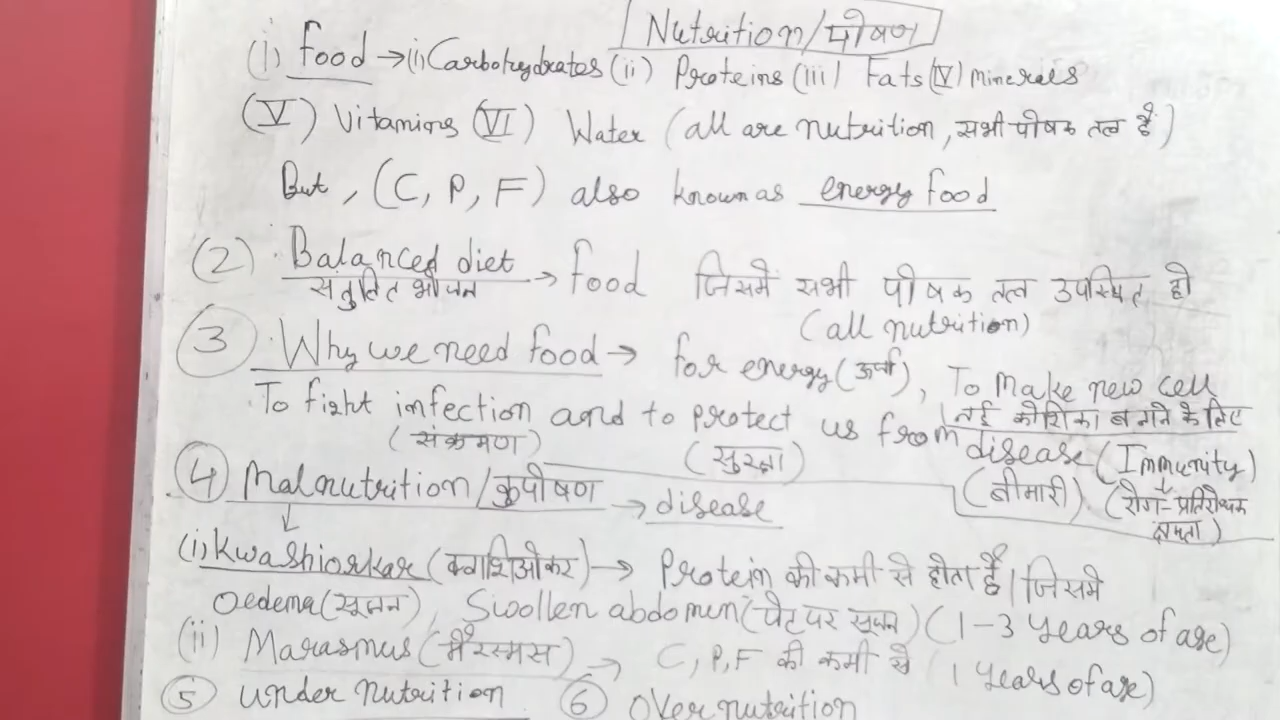 Nutrition/पोषण
(i) Food →(i) Carbohydrates (ii) Proteins (iii) Fats (IV) minerals
(V) Vitamins (VI) Water (all are nutrition, सभी पोषक तत्व हैं)
But, (C, P, F) also known as energy food
(2) Balanced diet → food जिसमे सभी पोषक तत्व उपस्थित हो
संतुलित भोजन
(all nutrition)
3 Why we need food → for energy (ऊर्जा), To Make new cell
नई कोशिका बनाने के लिए
To fight infection and to protect us from disease (Immunity)
(संक्रमण) (सुरक्षा) (बीमारी) (रोग-प्रतिरोधक क्षमता)
4 Malnutrition/कुपोषण → disease
(i) Kwashiorkar (क्वाशिओकर) → Protein की कमी से होता है। जिसमे
Oedema (सूजन), Swollen abdomen (पेट पर सूजन) (1-3 years of age)
(ii) Marasmus (मैरस्मस) → C, P, F की कमी से (1 years of age)
5 under nutrition 6 Over nutrition